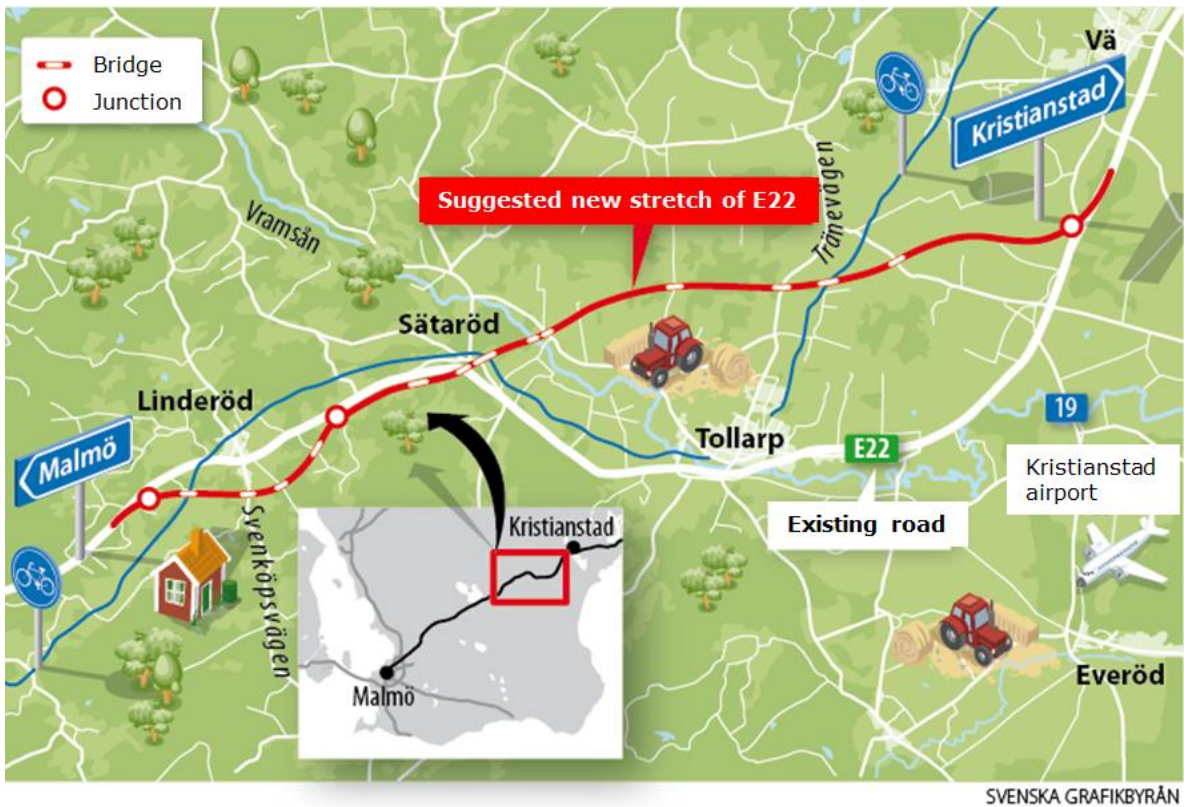 Bridge
Junction
Vä
Kristianstad
Suggested new stretch of E22
Tränevägen
Vramsån
Sätaröd
Linderöd
Malmö
Tollarp
E22
19
Kristianstad
airport
Existing road
Svenköpsvägen
Kristianstad
Malmö
Everöd
SVENSKA GRAFIKBYRÅN